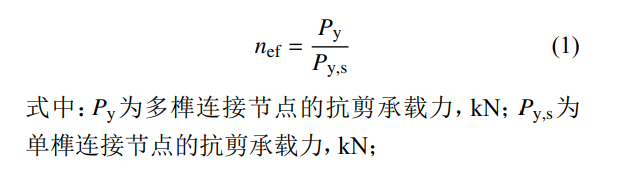 n_ef = P_y / P_y,s (1)
式中: P_y为多榫连接节点的抗剪承载力, kN; P_y,s为
单榫连接节点的抗剪承载力, kN;